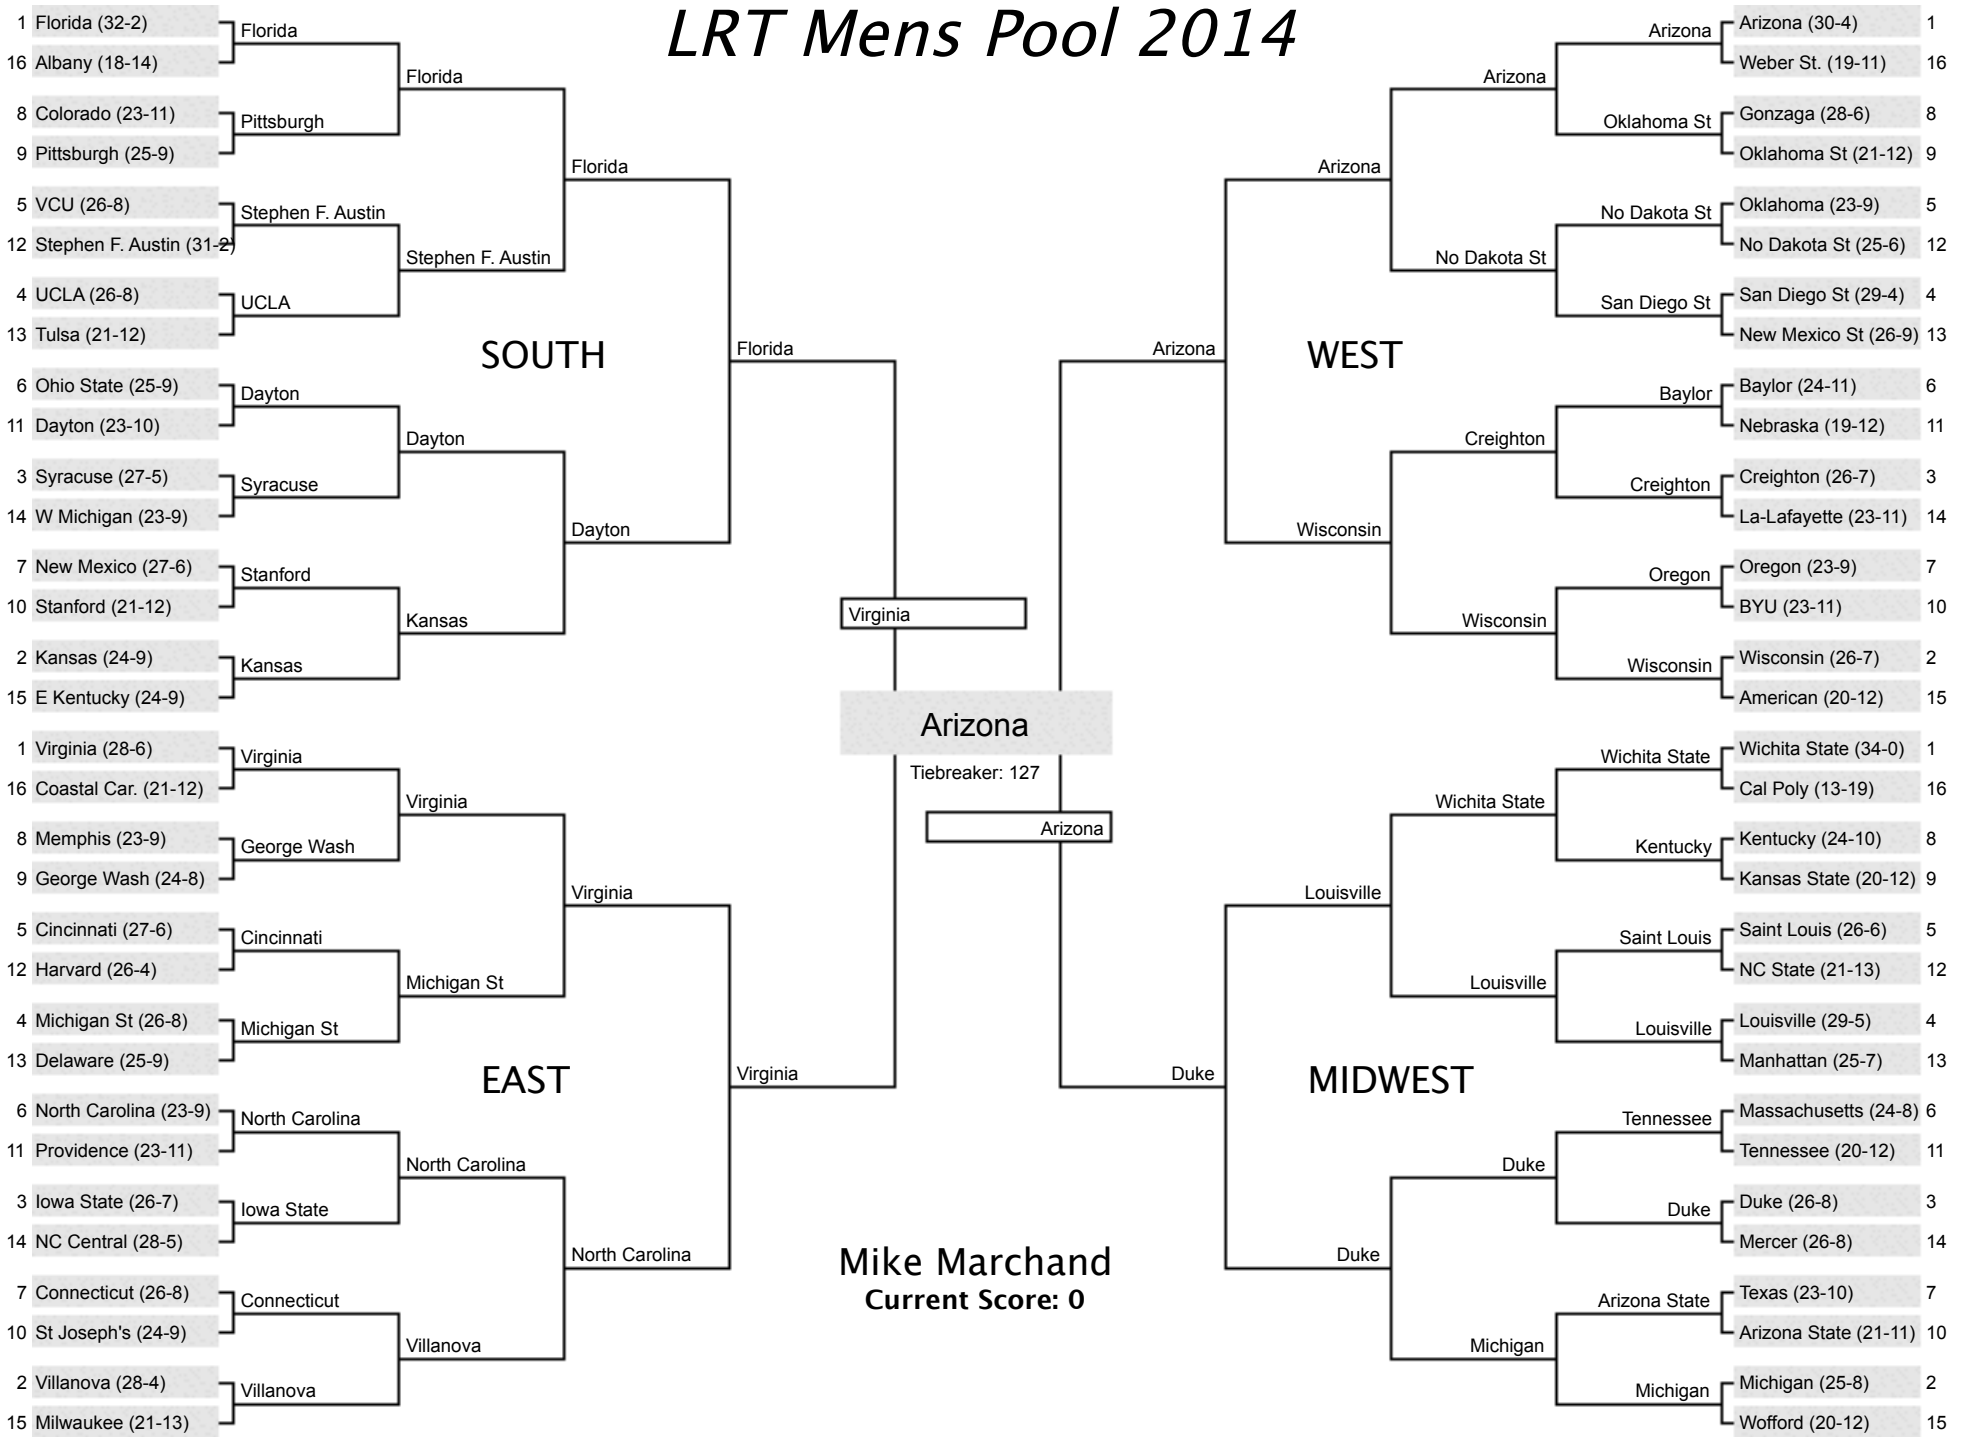 LRT Mens Pool 2014
1 Florida (32-2)
16 Albany (18-14)
8 Colorado (23-11)
9 Pittsburgh (25-9)
5 VCU (26-8)
12 Stephen F. Austin (31-2)
4 UCLA (26-8)
13 Tulsa (21-12)
6 Ohio State (25-9)
11 Dayton (23-10)
3 Syracuse (27-5)
14 W Michigan (23-9)
7 New Mexico (27-6)
10 Stanford (21-12)
2 Kansas (24-9)
15 E Kentucky (24-9)
Florida
Pittsburgh
Stephen F. Austin
UCLA
Dayton
Syracuse
Stanford
Kansas
Florida
Stephen F. Austin
Dayton
Kansas
Florida
Dayton
SOUTH
Florida
1 Virginia (28-6)
16 Coastal Car. (21-12)
8 Memphis (23-9)
9 George Wash (24-8)
5 Cincinnati (27-6)
12 Harvard (26-4)
4 Michigan St (26-8)
13 Delaware (25-9)
6 North Carolina (23-9)
11 Providence (23-11)
3 Iowa State (26-7)
14 NC Central (28-5)
7 Connecticut (26-8)
10 St Joseph's (24-9)
2 Villanova (28-4)
15 Milwaukee (21-13)
Virginia
George Wash
Cincinnati
Michigan St
North Carolina
Iowa State
Connecticut
Villanova
Virginia
Michigan St
North Carolina
Villanova
Virginia
North Carolina
EAST
Virginia
Virginia
Arizona
Tiebreaker: 127
Arizona
Mike Marchand
Current Score: 0
Arizona (30-4) 1
Weber St. (19-11) 16
Gonzaga (28-6) 8
Oklahoma St (21-12) 9
Oklahoma (23-9) 5
No Dakota St (25-6) 12
San Diego St (29-4) 4
New Mexico St (26-9) 13
Baylor (24-11) 6
Nebraska (19-12) 11
Creighton (26-7) 3
La-Lafayette (23-11) 14
Oregon (23-9) 7
BYU (23-11) 10
Wisconsin (26-7) 2
American (20-12) 15
Arizona
Oklahoma St
No Dakota St
San Diego St
Baylor
Creighton
Oregon
Wisconsin
Arizona
No Dakota St
Creighton
Wisconsin
Arizona
Wisconsin
WEST
Arizona
Wichita State (34-0) 1
Cal Poly (13-19) 16
Kentucky (24-10) 8
Kansas State (20-12) 9
Saint Louis (26-6) 5
NC State (21-13) 12
Louisville (29-5) 4
Manhattan (25-7) 13
Massachusetts (24-8) 6
Tennessee (20-12) 11
Duke (26-8) 3
Mercer (26-8) 14
Texas (23-10) 7
Arizona State (21-11) 10
Michigan (25-8) 2
Wofford (20-12) 15
Wichita State
Kentucky
Saint Louis
Louisville
Tennessee
Duke
Arizona State
Michigan
Wichita State
Louisville
Duke
Michigan
Louisville
Duke
MIDWEST
Duke